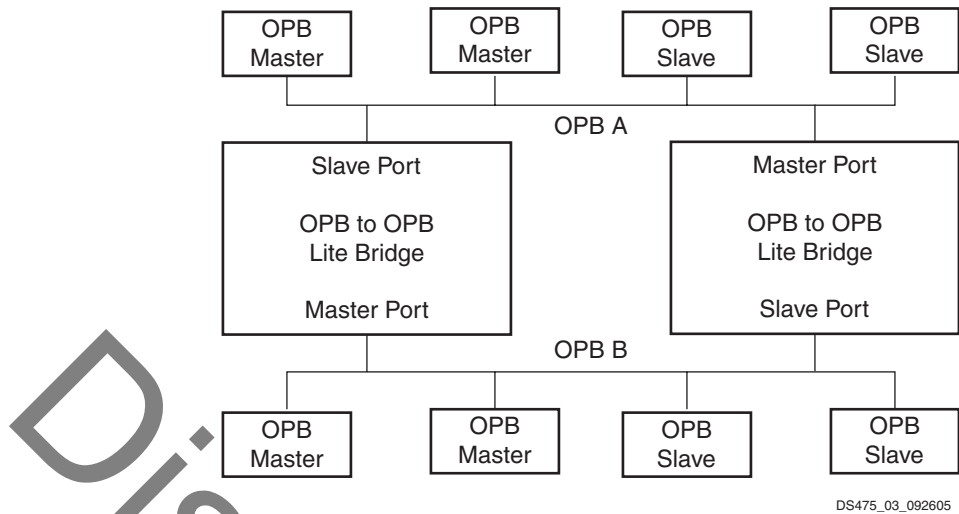 OPB
Master
OPB
Master
OPB
Slave
OPB
Slave
OPB A
Slave Port
OPB to OPB
Lite Bridge
Master Port
Master Port
OPB to OPB
Lite Bridge
Slave Port
OPB B
OPB
Master
OPB
Master
OPB
Slave
OPB
Slave
DS475_03_092605
Dis